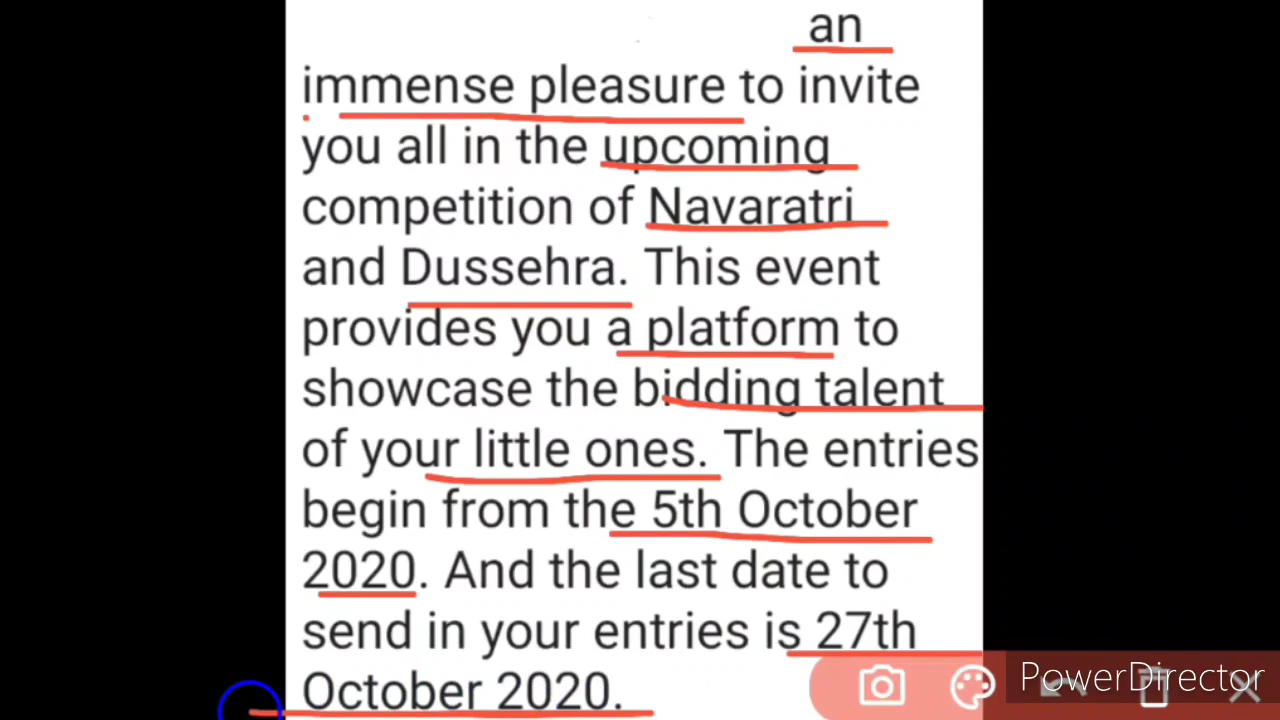 an
immense pleasure to invite
you all in the upcoming
competition of Navaratri
and Dussehra. This event
provides you a platform to
showcase the bidding talent
of your little ones. The entries
begin from the 5th October
2020. And the last date to
send in your entries is 27th
October 2020.
PowerDirector